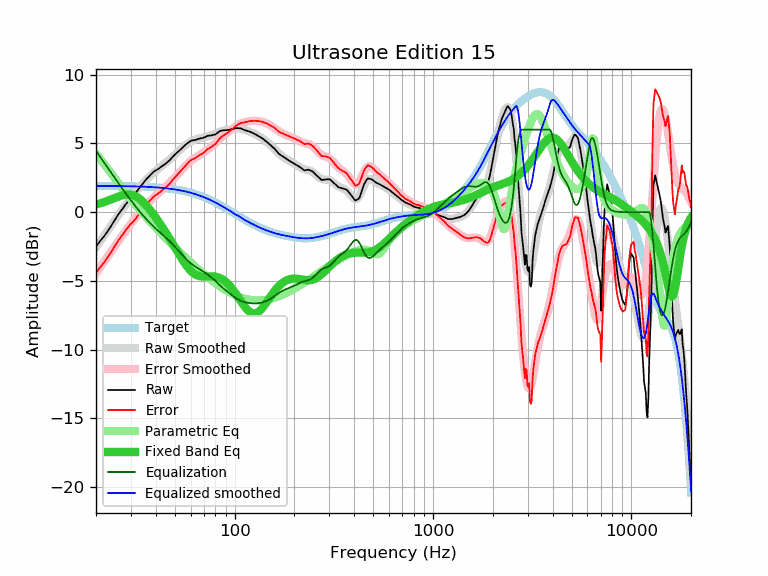 Ultrasone Edition 15
Amplitude (dBr)
10
5
0
−5
−10
−15
−20
Target
Raw Smoothed
Error Smoothed
Raw
Error
Parametric Eq
Fixed Band Eq
Equalization
Equalized smoothed
100
1000
10000
Frequency (Hz)